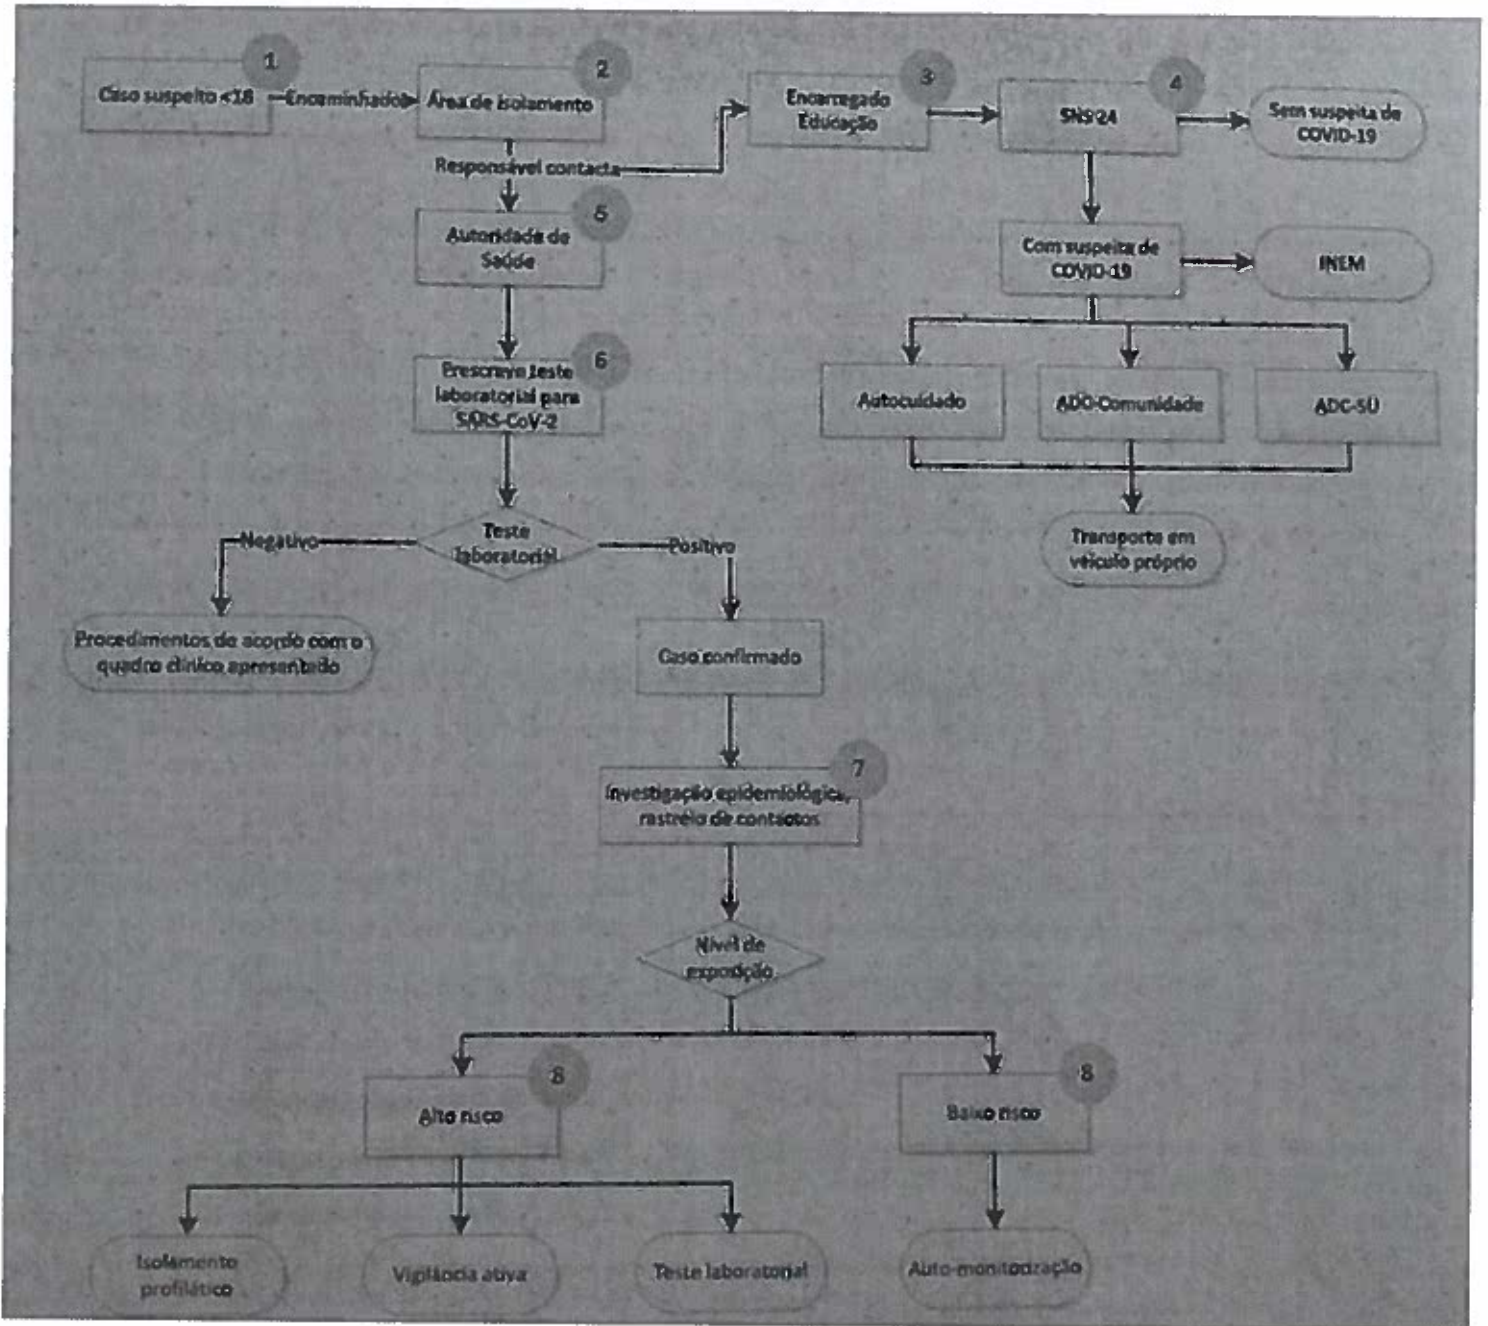 1
Caso suspeito <18
Encaminhado
2
Área de isolamento
3
Encarregado
Educação
4
SNS 24
Sem suspeita de
COVID-19
Responsável contacta
5
Autoridade de
Saúde
Com suspeita de
COVID-19
INEM
6
Prescreve teste
laboratorial para
SARS-CoV-2
Autocuidado
ADO-Comunidade
ADC-SU
Negativo
Teste
laboratorial
Positivo
Transporte em
veículo próprio
Procedimentos de acordo com o
quadro clínico apresentado
Caso confirmado
7
Investigação epidemiológica,
rastreio de contactos
Nível de
exposição
8
Alto risco
8
Baixo risco
Isolamento
profilático
Vigilância ativa
Teste laboratorial
Auto-monitorização